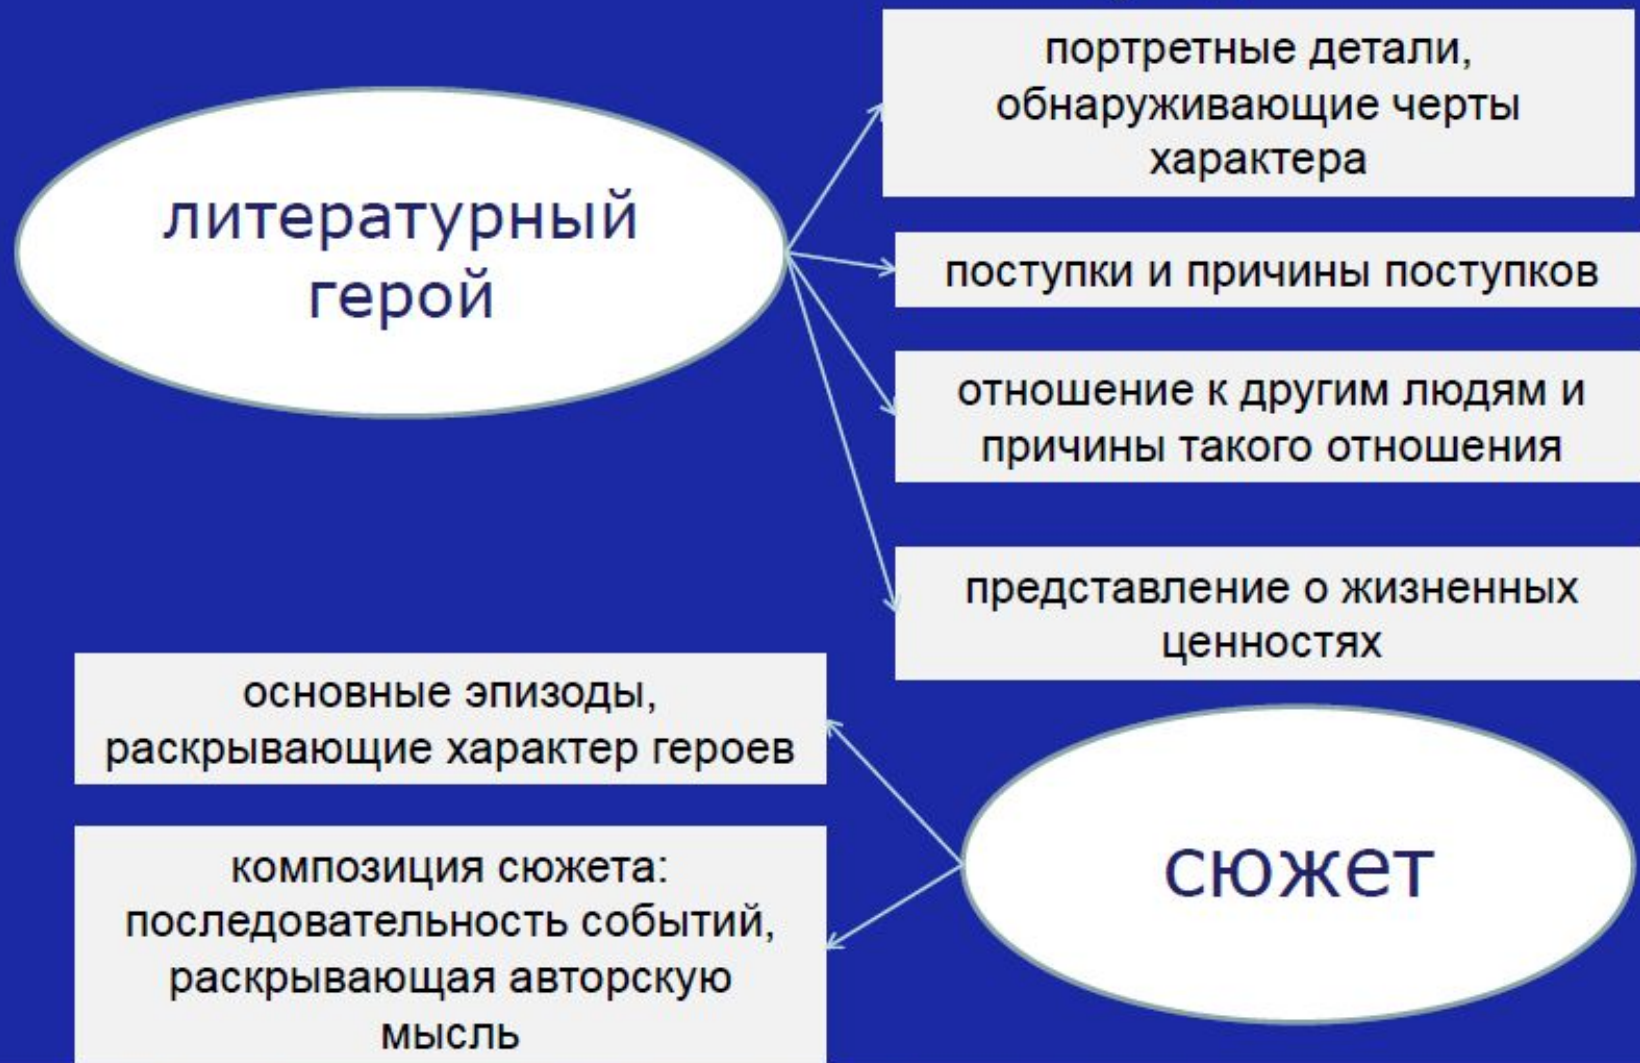 литературный
герой
портретные детали,
обнаруживающие черты
характера
поступки и причины поступков
отношение к другим людям и
причины такого отношения
представление о жизненных
ценностях
основные эпизоды,
раскрывающие характер героев
композиция сюжета:
последовательность событий,
раскрывающая авторскую
мысль
сюжет